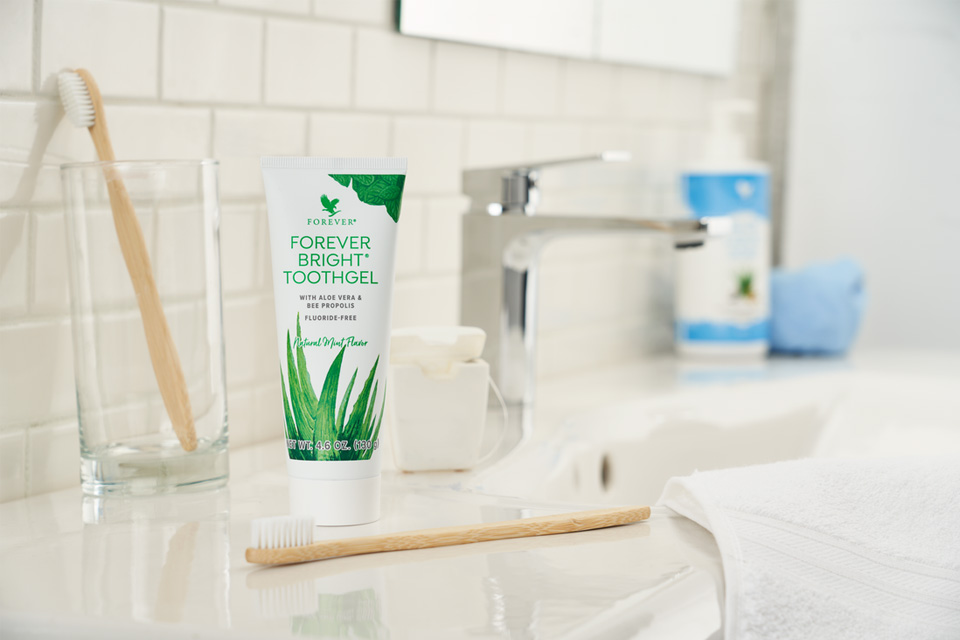 FOREVER®
FOREVER
BRIGHT®
TOOTHGEL
WITH ALOE VERA &
BEE PROPOLIS
FLUORIDE-FREE
Natural Mint Flavor
NET WT. 4.6 OZ. (130 g)